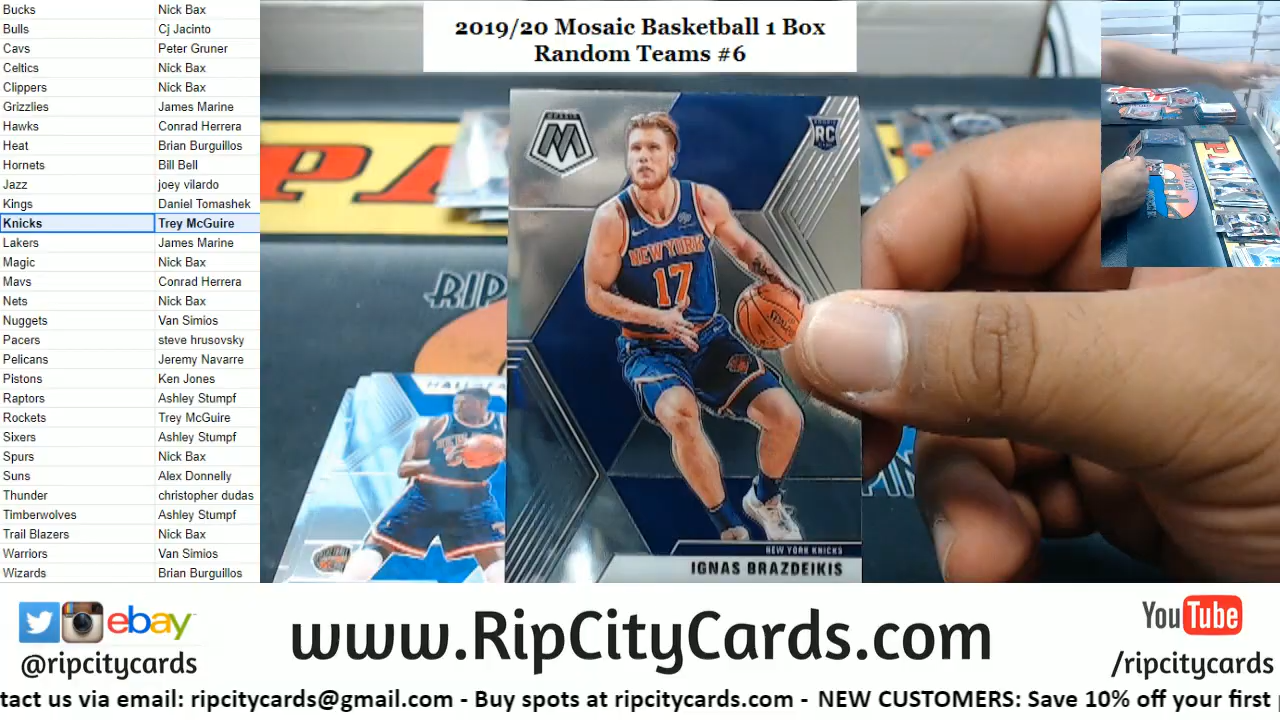 Bucks Nick Bax
Bulls Cj Jacinto
Cavs Peter Gruner
Celtics Nick Bax
Clippers Nick Bax
Grizzlies James Marine
Hawks Conrad Herrera
Heat Brian Burguillos
Hornets Bill Bell
Jazz joey vilardo
Kings Daniel Tomashek
Knicks Trey McGuire
Lakers James Marine
Magic Nick Bax
Mavs Conrad Herrera
Nets Nick Bax
Nuggets Van Simios
Pacers steve hrusovsky
Pelicans Jeremy Navarre
Pistons Ken Jones
Raptors Ashley Stumpf
Rockets Trey McGuire
Sixers Ashley Stumpf
Spurs Nick Bax
Suns Alex Donnelly
Thunder christopher dudas
Timberwolves Ashley Stumpf
Trail Blazers Nick Bax
Warriors Van Simios
Wizards Brian Burguillos
2019/20 Mosaic Basketball 1 Box
Random Teams #6
M
RC
NEW YORK
17
SPALDING
RIP
NEW YORK KNICKS
IGNAS BRAZDEIKIS
ebay
@ripcitycards
www.RipCityCards.com
YouTube
/ripcitycards
tact us via email: ripcitycards@gmail.com - Buy spots at ripcitycards.com - NEW CUSTOMERS: Save 10% off your first